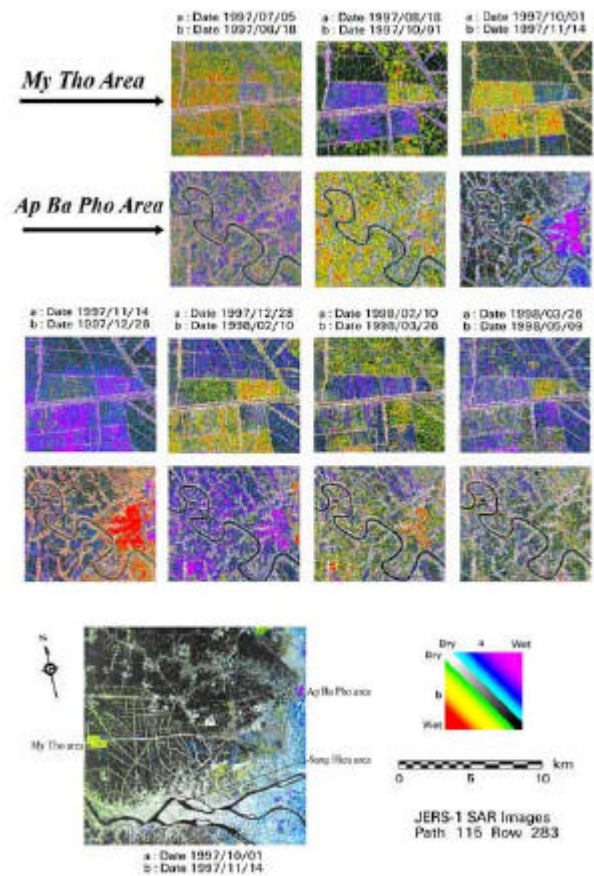 a : Date 1997/07/05
b : Date 1997/08/18
a : Date 1997/08/18
b : Date 1997/10/01
a : Date 1997/10/01
b : Date 1997/11/14
My Tho Area
Ap Ba Pho Area
a : Date 1997/11/14
b : Date 1997/12/28
a : Date 1997/12/28
b : Date 1998/02/10
a : Date 1998/02/10
b : Date 1998/03/26
a : Date 1998/03/26
b : Date 1998/05/09
N
Dry a Wet
Dry
b
Wet
Ap Ba Pho area
My Tho area
area
0 5 10 km
JERS-1 SAR Images
Path 115 Row 283
a : Date 1997/10/01
b : Date 1997/11/14